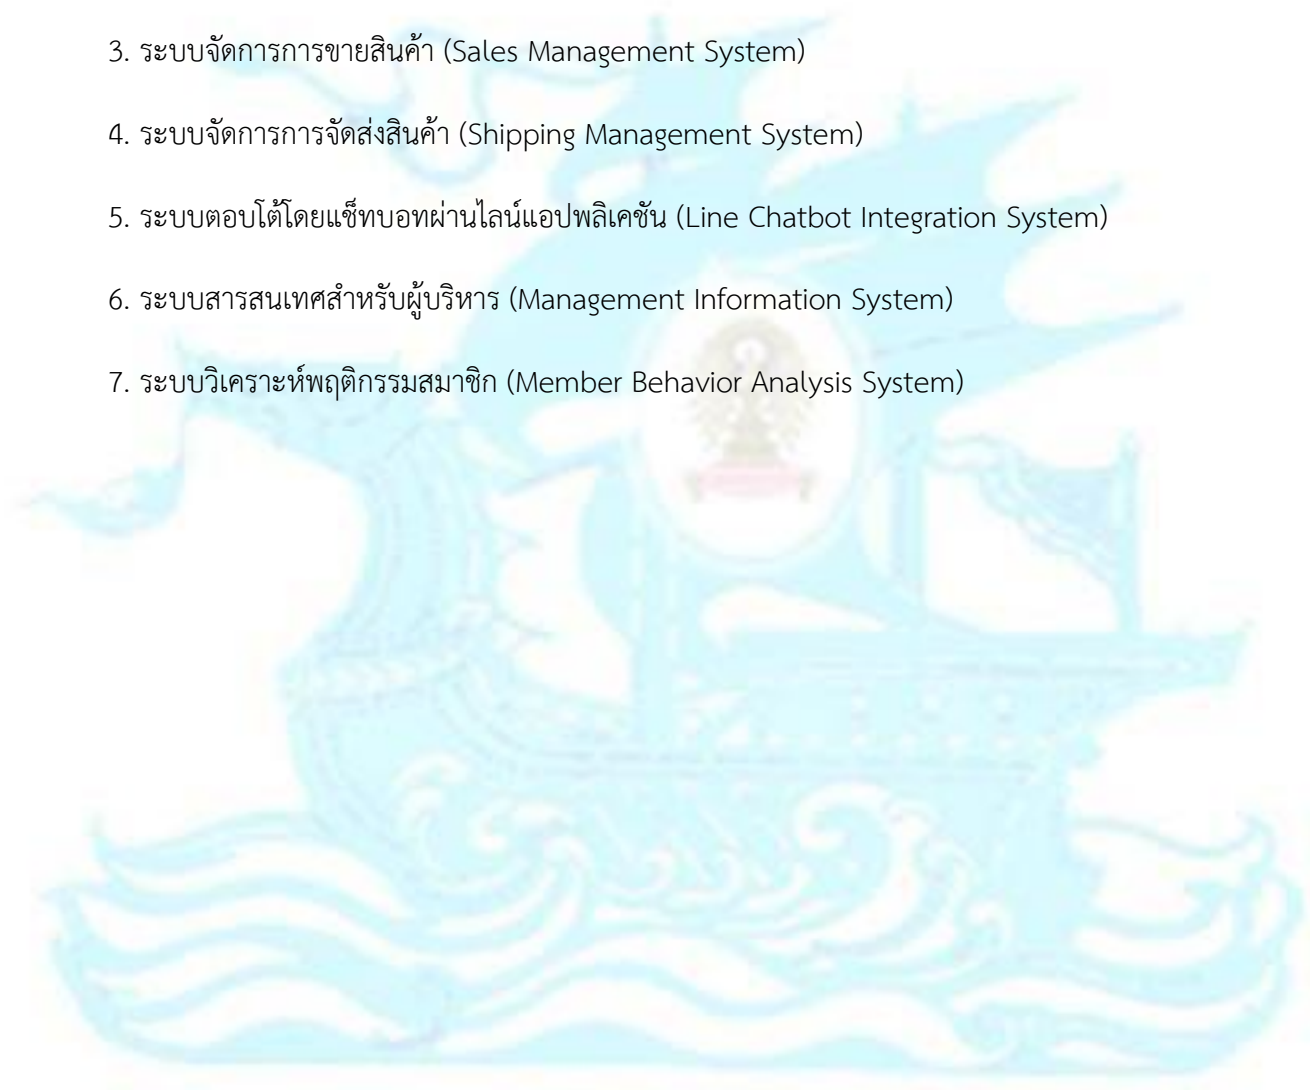 3. ระบบจัดการการขายสินค้า (Sales Management System)
4. ระบบจัดการการจัดส่งสินค้า (Shipping Management System)
5. ระบบตอบโต้โดยแช็ทบอทผ่านไลน์แอปพลิเคชัน (Line Chatbot Integration System)
6. ระบบสารสนเทศสำหรับผู้บริหาร (Management Information System)
7. ระบบวิเคราะห์พฤติกรรมสมาชิก (Member Behavior Analysis System)